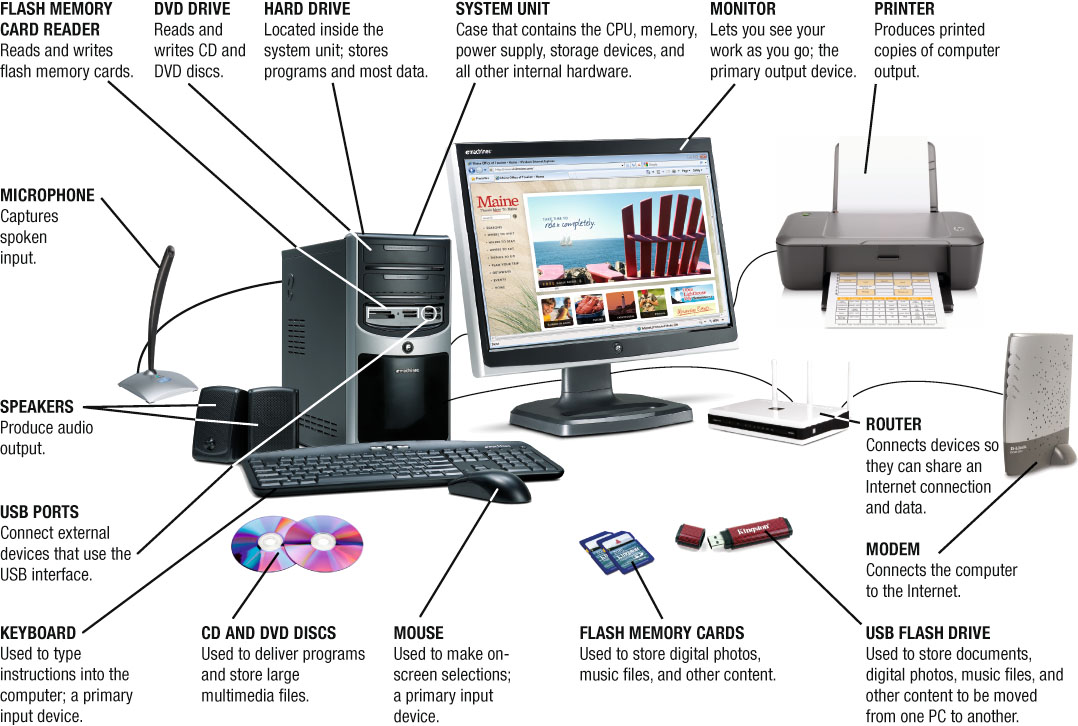 FLASH MEMORY
CARD READER
Reads and writes
flash memory cards.
DVD DRIVE
Reads and
writes CD and
DVD discs.
HARD DRIVE
Located inside the
system unit; stores
programs and most data.
SYSTEM UNIT
Case that contains the CPU, memory,
power supply, storage devices, and
all other internal hardware.
MONITOR
Lets you see your
work as you go; the
primary output device.
PRINTER
Produces printed
copies of computer
output.
MICROPHONE
Captures
spoken
input.
emachines
Maine
TAKE TIME TO
relax completely.
hp
emachines
SPEAKERS
Produce audio
output.
emachines
ROUTER
Connects devices so
they can share an
Internet connection
and data.
D-Link
USB PORTS
Connect external
devices that use the
USB interface.
Kingston
MODEM
Connects the computer
to the Internet.
KEYBOARD
Used to type
instructions into the
computer; a primary
input device.
CD AND DVD DISCS
Used to deliver programs
and store large
multimedia files.
MOUSE
Used to make on-
screen selections;
a primary input
device.
FLASH MEMORY CARDS
Used to store digital photos,
music files, and other content.
USB FLASH DRIVE
Used to store documents,
digital photos, music files, and
other content to be moved
from one PC to another.